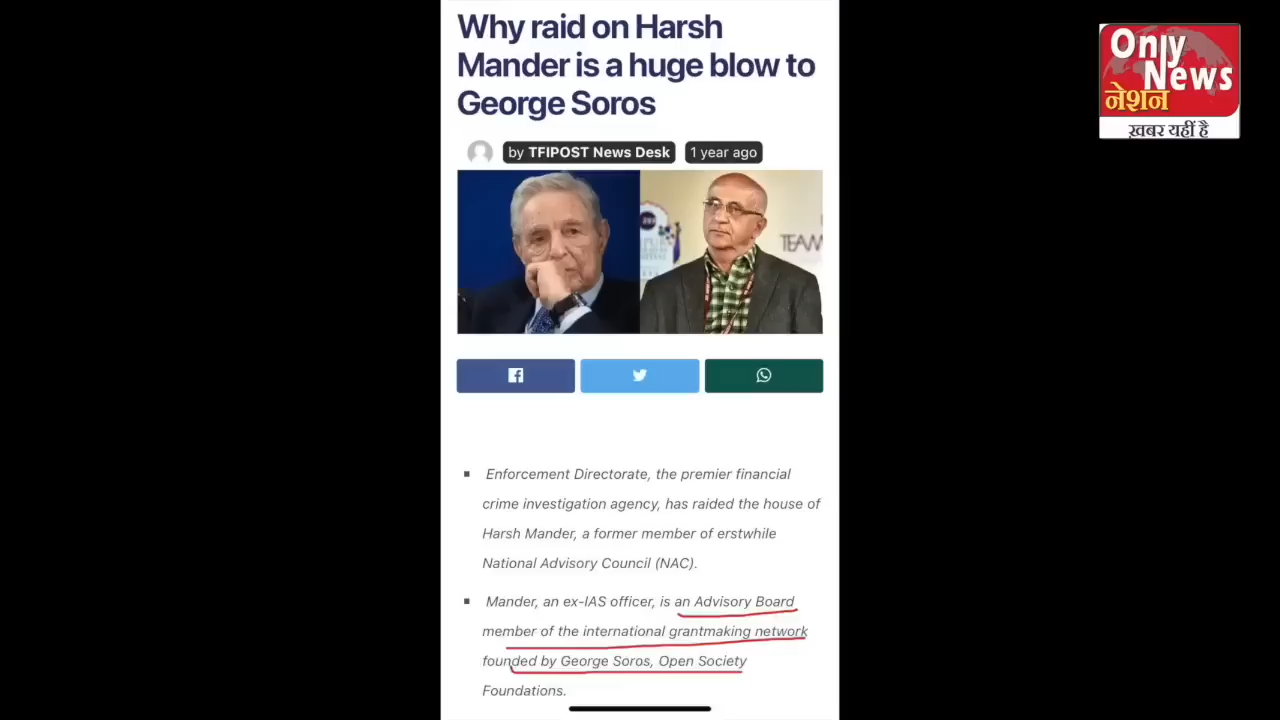 Why raid on Harsh
Mander is a huge blow to
George Soros
by TFIPOST News Desk 1 year ago
TEAM
Enforcement Directorate, the premier financial
crime investigation agency, has raided the house of
Harsh Mander, a former member of erstwhile
National Advisory Council (NAC).
Mander, an ex-IAS officer, is an Advisory Board
member of the international grantmaking network
founded by George Soros, Open Society
Foundations.
Only
News
नेशन
ख़बर यहीं है